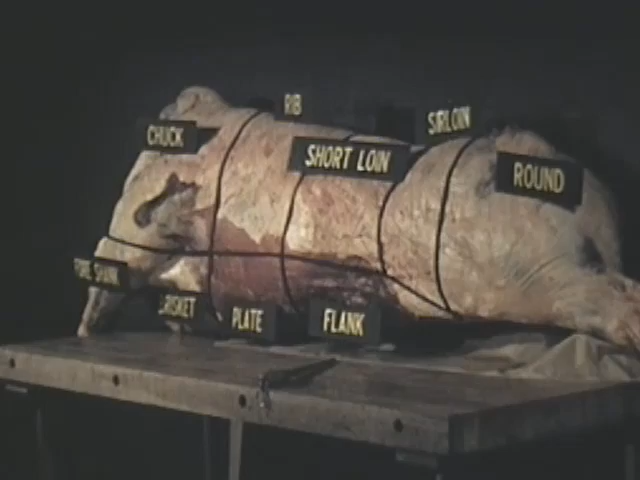 RIB
CHUCK
SIRLOIN
SHORT LOIN
ROUND
FORE SHANK
BRISKET
PLATE
FLANK